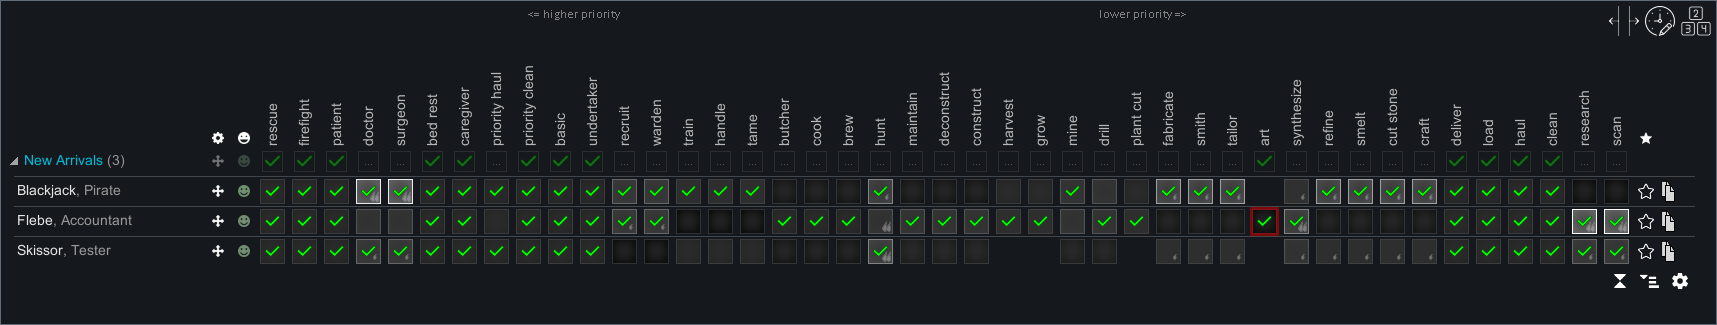 <= higher priority
lower priority =>
2
3 4
rescue
firefight
patient
doctor
surgeon
bed rest
caregiver
priority haul
priority clean
basic
undertaker
recruit
warden
train
handle
tame
butcher
cook
brew
hunt
maintain
deconstruct
construct
harvest
grow
mine
drill
plant cut
fabricate
smith
tailor
art
synthesize
refine
smelt
cut stone
craft
deliver
load
haul
clean
research
scan
New Arrivals (3)
Blackjack, Pirate
Flebe, Accountant
Skissor, Tester